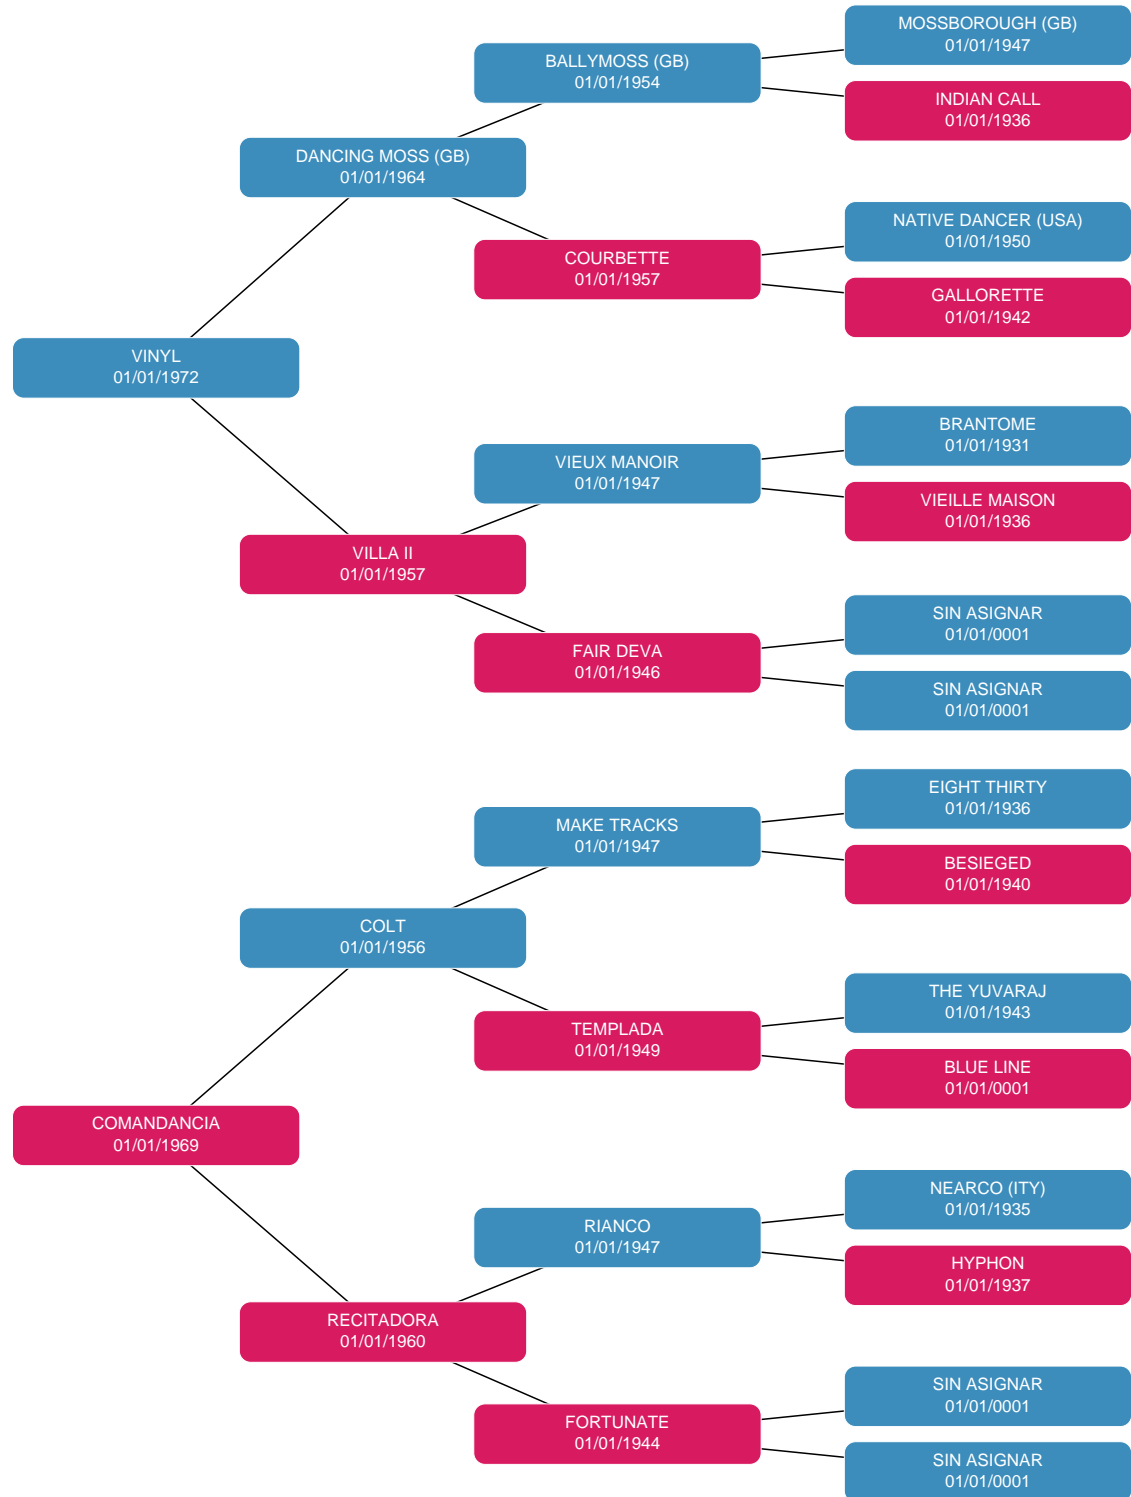 MOSSBOROUGH (GB)
01/01/1947
BALLYMOSS (GB)
01/01/1954
INDIAN CALL
01/01/1936
DANCING MOSS (GB)
01/01/1964
NATIVE DANCER (USA)
01/01/1950
COURBETTE
01/01/1957
GALLORETTE
01/01/1942
VINYL
01/01/1972
BRANTOME
01/01/1931
VIEUX MANOIR
01/01/1947
VIEILLE MAISON
01/01/1936
VILLA II
01/01/1957
SIN ASIGNAR
01/01/0001
FAIR DEVA
01/01/1946
SIN ASIGNAR
01/01/0001
EIGHT THIRTY
01/01/1936
MAKE TRACKS
01/01/1947
BESIEGED
01/01/1940
COLT
01/01/1956
THE YUVARAJ
01/01/1943
TEMPLADA
01/01/1949
BLUE LINE
01/01/0001
COMANDANCIA
01/01/1969
NEARCO (ITY)
01/01/1935
RIANCO
01/01/1947
HYPHON
01/01/1937
RECITADORA
01/01/1960
SIN ASIGNAR
01/01/0001
FORTUNATE
01/01/1944
SIN ASIGNAR
01/01/0001